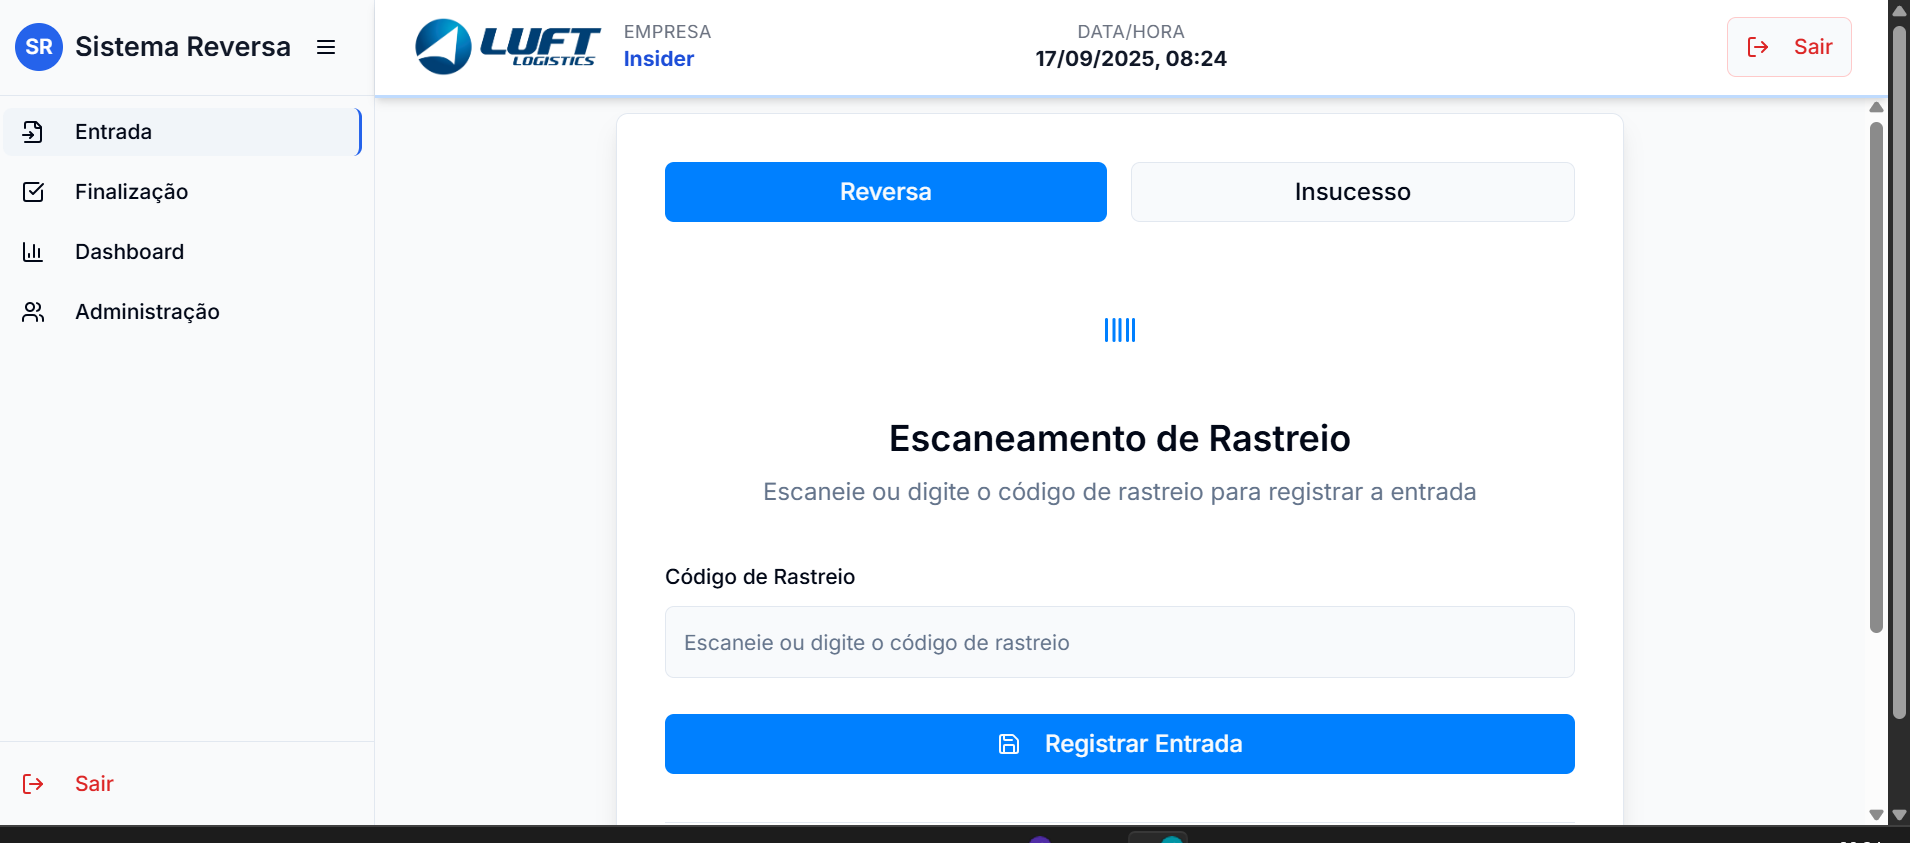 SR
Sistema Reversa
Entrada
Finalização
Dashboard
Administração
Sair
LUFT
LOGISTICS
EMPRESA
Insider
DATA/HORA
17/09/2025, 08:24
Sair
Reversa
Insucesso
Escaneamento de Rastreio
Escaneie ou digite o código de rastreio para registrar a entrada
Código de Rastreio
Escaneie ou digite o código de rastreio
Registrar Entrada